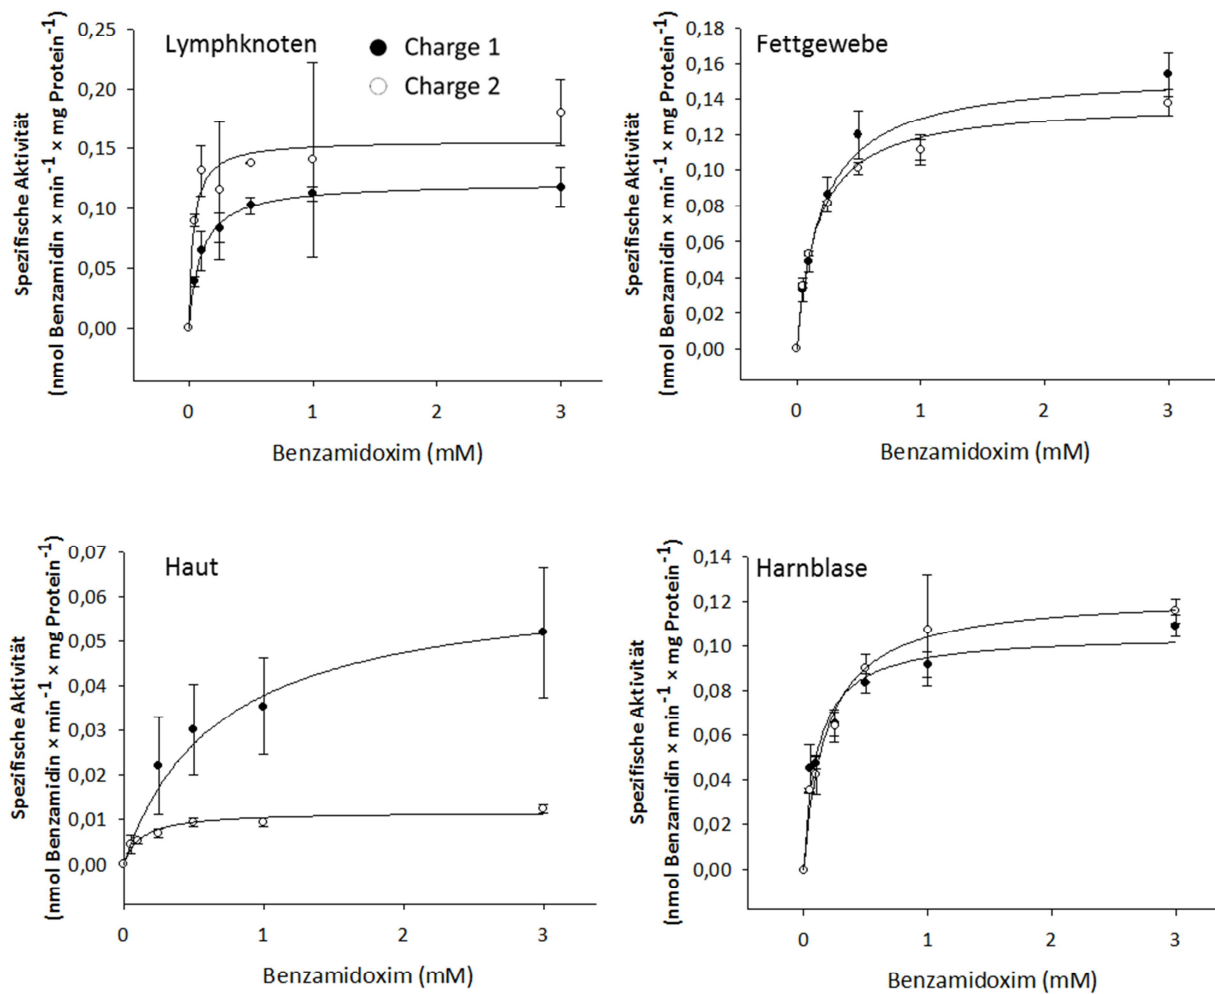 Lymphknoten
Charge 1
Charge 2
0,25
0,20
0,15
0,10
0,05
0,00
Spezifische Aktivität
(nmol Benzamidin × min⁻¹ × mg Protein⁻¹)
0 1 2 3
Benzamidoxim (mM)
Fettgewebe
0,18
0,16
0,14
0,12
0,10
0,08
0,06
0,04
0,02
0,00
Spezifische Aktivität
(nmol Benzamidin × min⁻¹ × mg Protein⁻¹)
0 1 2 3
Benzamidoxim (mM)
Haut
0,07
0,06
0,05
0,04
0,03
0,02
0,01
0,00
Spezifische Aktivität
(nmol Benzamidin × min⁻¹ × mg Protein⁻¹)
0 1 2 3
Benzamidoxim (mM)
Harnblase
0,14
0,12
0,10
0,08
0,06
0,04
0,02
0,00
Spezifische Aktivität
(nmol Benzamidin × min⁻¹ × mg Protein⁻¹)
0 1 2 3
Benzamidoxim (mM)